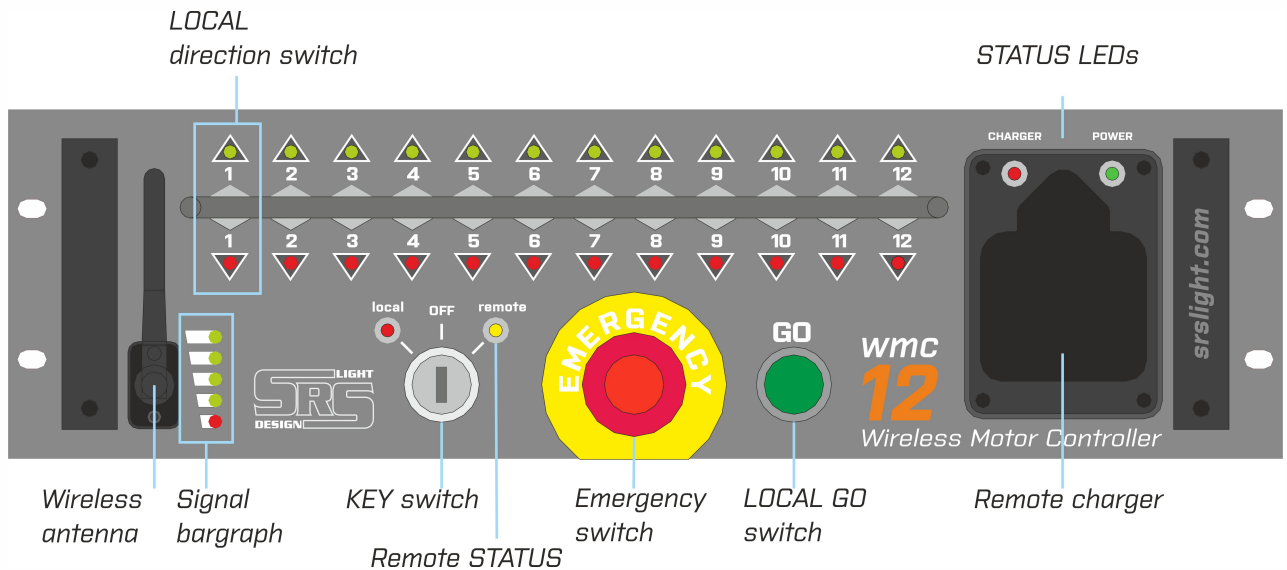 LOCAL
direction switch
STATUS LEDs
CHARGER POWER
1 2 3 4 5 6 7 8 9 10 11 12
1 2 3 4 5 6 7 8 9 10 11 12
srslight.com
local OFF remote
EMERGENCY
GO
wmc
12
Wireless Motor Controller
LIGHT
SRS
DESIGN
Wireless
antenna
Signal
bargraph
KEY switch
Remote STATUS
Emergency
switch
LOCAL GO
switch
Remote charger